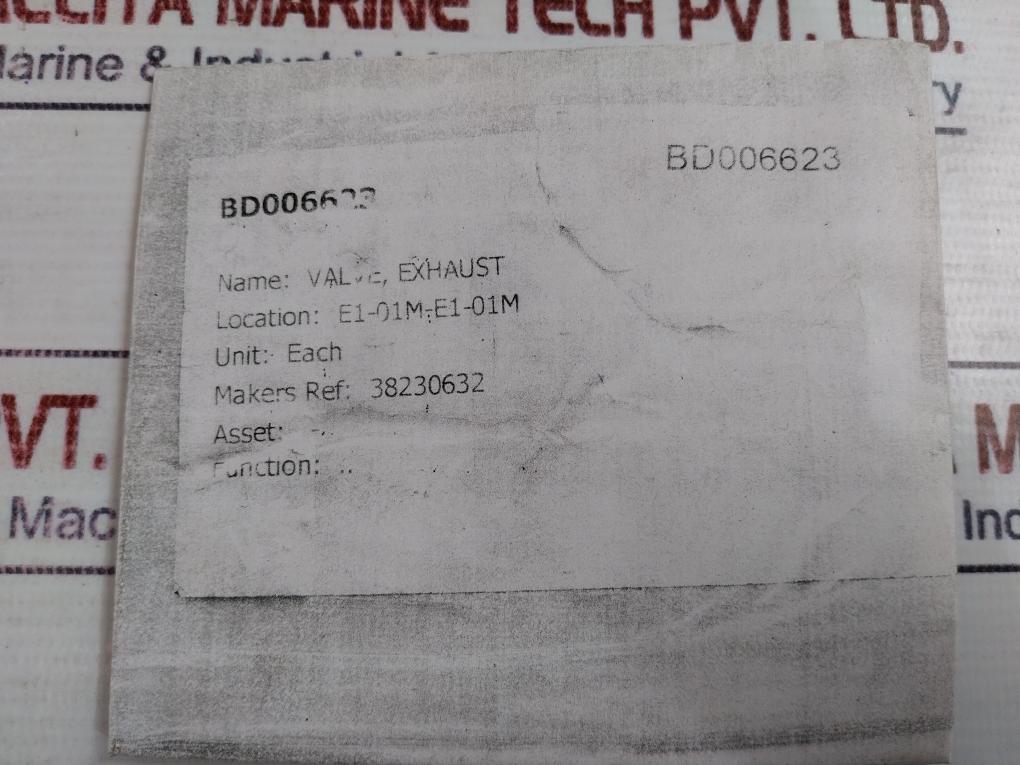 MARINE TECH PVT. LTD.
Marine &
BD006623
BD006623
Name: VALVE, EXHAUST
Location: E1-01M-E1-01M
Unit: Each
Makers Ref: 38230632
Asset: -..
Function: ..
VT.
Mac
M
Ind